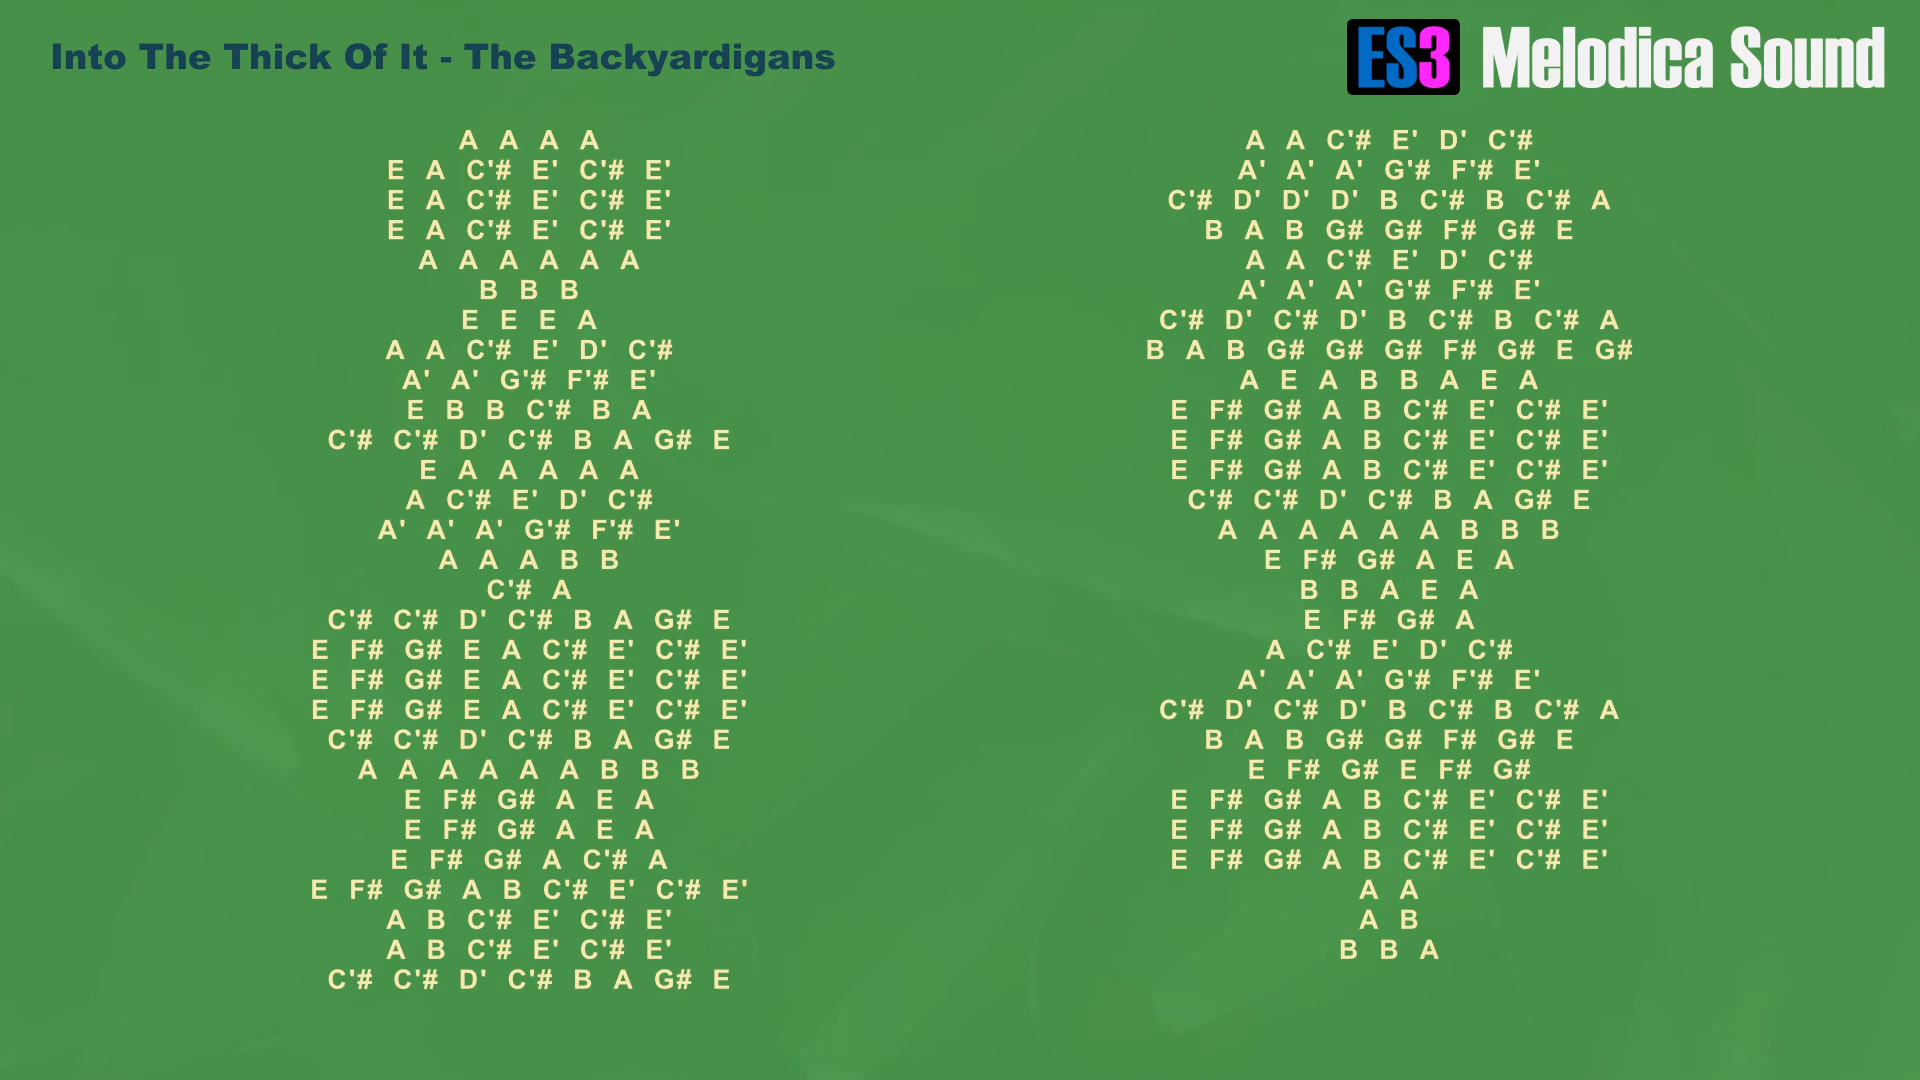 Into The Thick Of It - The Backyardigans
ES3 Melodica Sound
A A A A
E A C'# E' C'# E'
E A C'# E' C'# E'
E A C'# E' C'# E'
A A A A A A
B B B
E E E A
A A C'# E' D' C'#
A' A' G'# F'# E'
E B B C'# B A
C'# C'# D' C'# B A G# E
E A A A A A
A C'# E' D' C'#
A' A' A' G'# F'# E'
A A A B B
C'# A
C'# C'# D' C'# B A G# E
E F# G# E A C'# E' C'# E'
E F# G# E A C'# E' C'# E'
E F# G# E A C'# E' C'# E'
C'# C'# D' C'# B A G# E
A A A A A A B B B
E F# G# A E A
E F# G# A E A
E F# G# A C'# A
E F# G# A B C'# E' C'# E'
A B C'# E' C'# E'
A B C'# E' C'# E'
C'# C'# D' C'# B A G# E
A A C'# E' D' C'#
A' A' A' G'# F'# E'
C'# D' D' D' B C'# B C'# A
B A B G# G# F# G# E
A A C'# E' D' C'#
A' A' A' G'# F'# E'
C'# D' C'# D' B C'# B C'# A
B A B G# G# G# F# G# E G#
A E A B B A E A
E F# G# A B C'# E' C'# E'
E F# G# A B C'# E' C'# E'
E F# G# A B C'# E' C'# E'
C'# C'# D' C'# B A G# E
A A A A A A B B B
E F# G# A E A
B B A E A
E F# G# A
A C'# E' D' C'#
A' A' A' G'# F'# E'
C'# D' C'# D' B C'# B C'# A
B A B G# G# F# G# E
E F# G# E F# G#
E F# G# A B C'# E' C'# E'
E F# G# A B C'# E' C'# E'
E F# G# A B C'# E' C'# E'
A A
A B
B B A